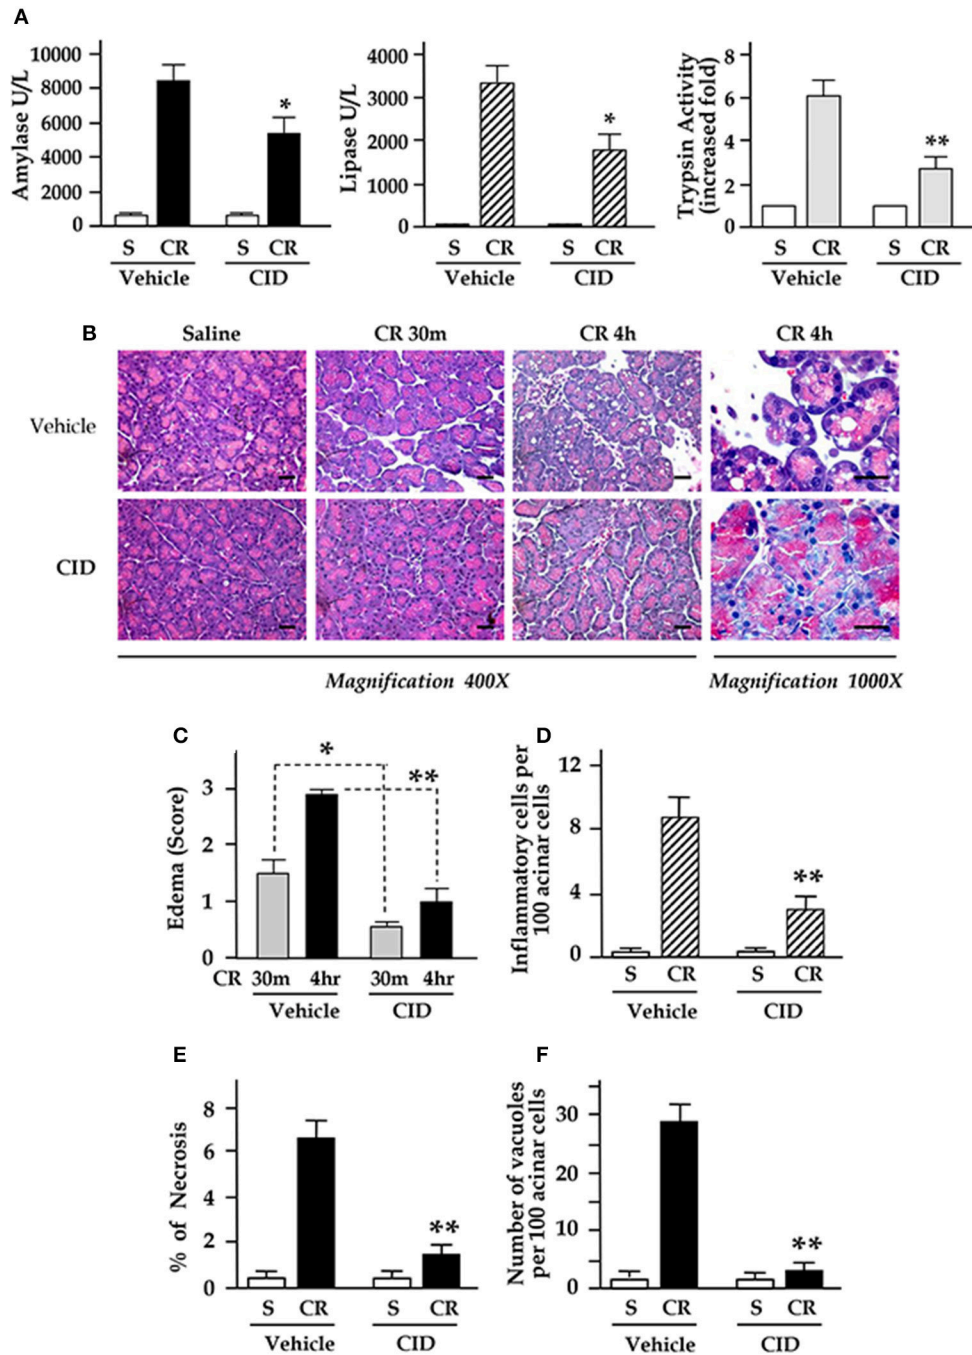 A
Amylase U/L
10000
8000
6000
4000
2000
0
*
S CR S CR
Vehicle CID
Lipase U/L
4000
3000
2000
1000
0
*
S CR S CR
Vehicle CID
Trypsin Activity
(increased fold)
8
6
4
2
0
**
S CR S CR
Vehicle CID
B
Saline CR 30m CR 4h CR 4h
Vehicle
CID
Magnification 400X Magnification 1000X
C
Edema (Score)
3
2
1
0
* **
CR 30m 4hr 30m 4hr
Vehicle CID
D
Inflammatory cells per
100 acinar cells
12
8
4
0
**
S CR S CR
Vehicle CID
E
% of Necrosis
8
6
4
2
0
**
S CR S CR
Vehicle CID
F
Number of vacuoles
per 100 acinar cells
30
20
10
0
**
S CR S CR
Vehicle CID